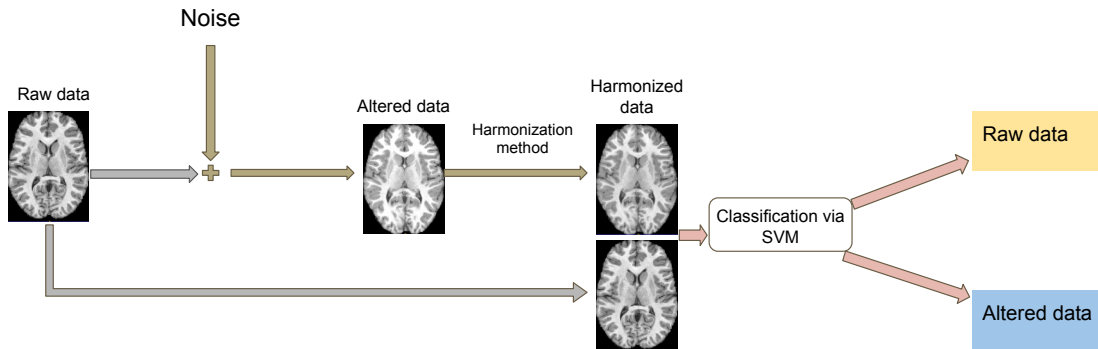 Noise
Raw data
Altered data
Harmonization
method
Harmonized
data
Classification via
SVM
Raw data
Altered data